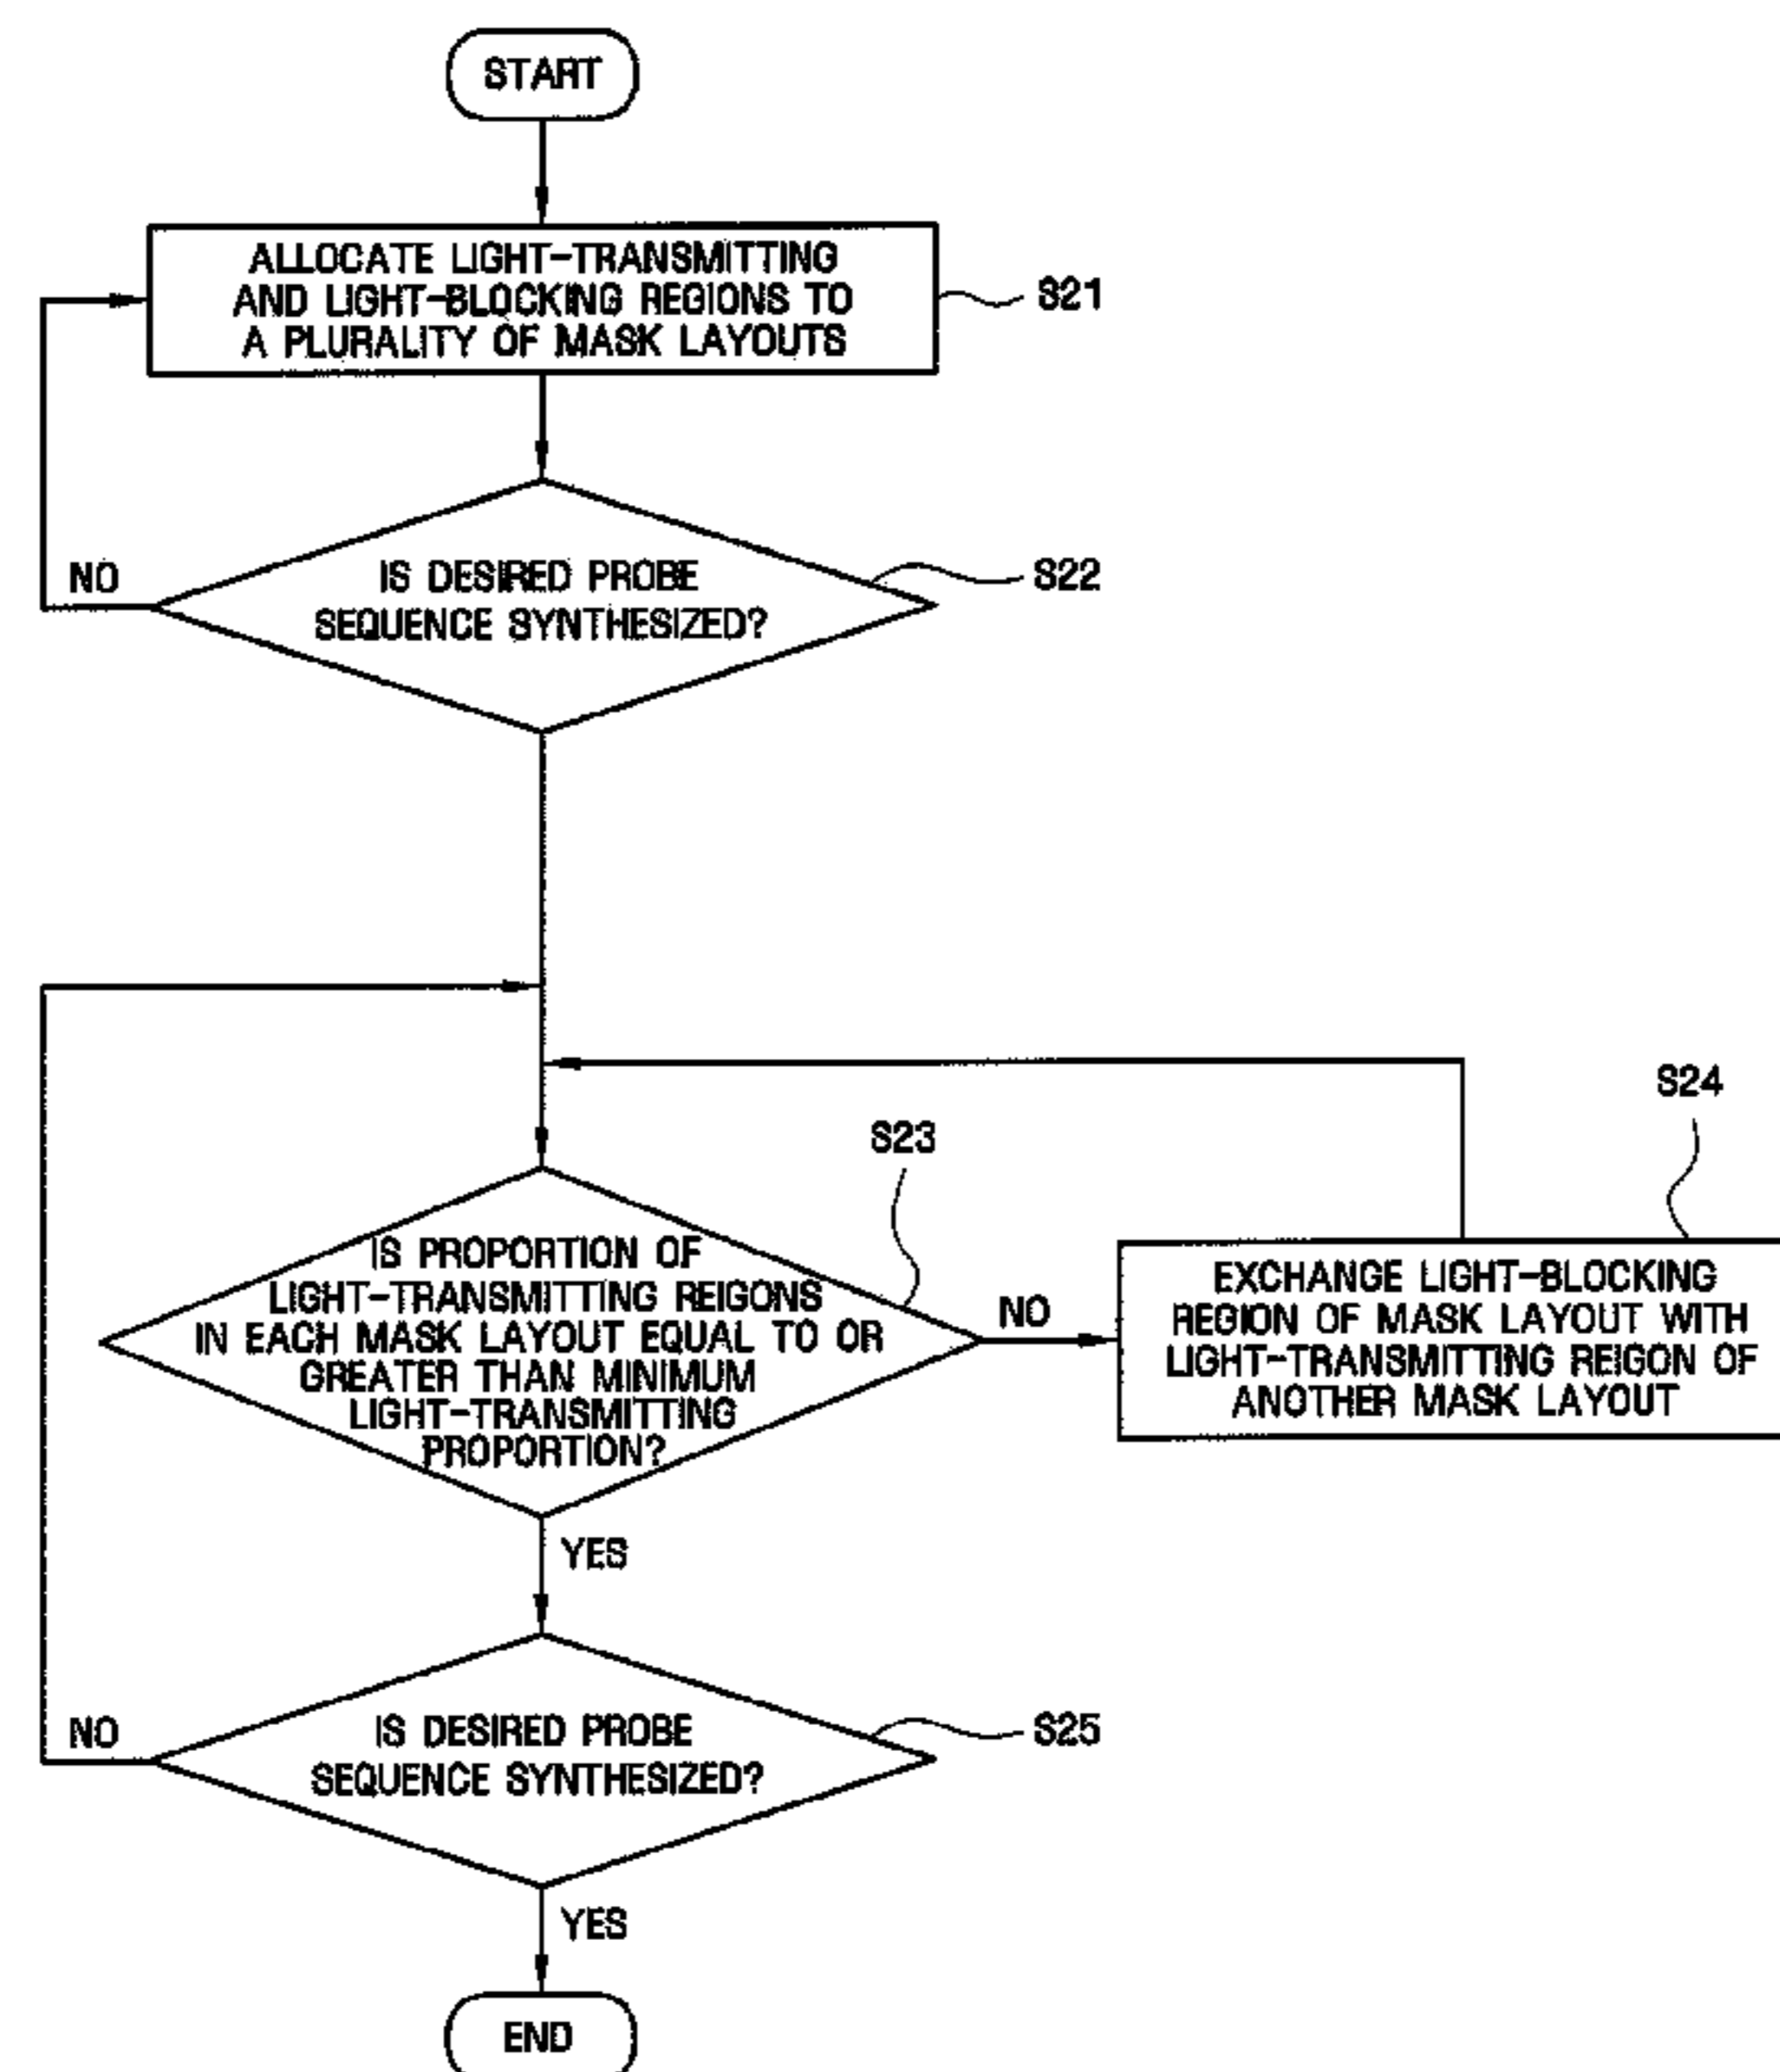 START
ALLOCATE LIGHT-TRANSMITTING
AND LIGHT-BLOCKING REGIONS TO
A PLURALITY OF MASK LAYOUTS
S21
NO
IS DESIRED PROBE
SEQUENCE SYNTHESIZED?
S22
S24
S23
IS PROPORTION OF
LIGHT-TRANSMITTING REIGONS
IN EACH MASK LAYOUT EQUAL TO OR
GREATER THAN MINIMUM
LIGHT-TRANSMITTING
PROPORTION?
NO
EXCHANGE LIGHT-BLOCKING
REGION OF MASK LAYOUT WITH
LIGHT-TRANSMITTING REIGON OF
ANOTHER MASK LAYOUT
YES
NO
IS DESIRED PROBE
SEQUENCE SYNTHESIZED?
S25
YES
END